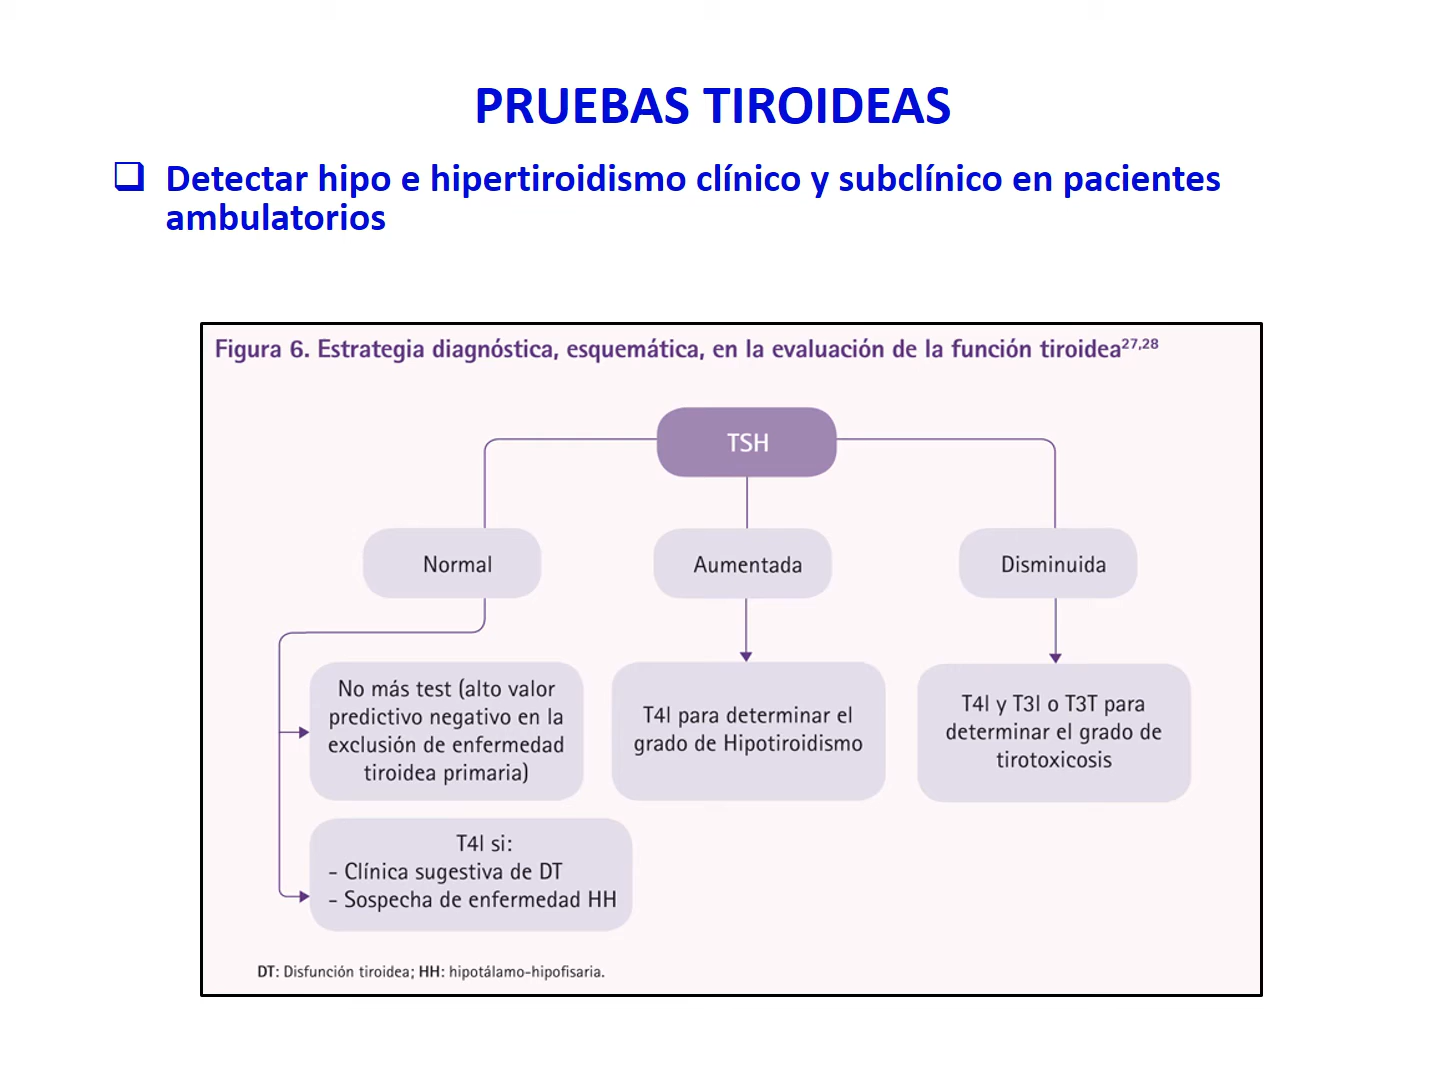 PRUEBAS TIROIDEAS
❑ Detectar hipo e hipertiroidismo clínico y subclínico en pacientes
ambulatorios
Figura 6. Estrategia diagnóstica, esquemática, en la evaluación de la función tiroidea27,28
TSH
Normal
Aumentada
Disminuida
No más test (alto valor
predictivo negativo en la
exclusión de enfermedad
tiroidea primaria)
T4l para determinar el
grado de Hipotiroidismo
T4l y T3l o T3T para
determinar el grado de
tirotoxicosis
T4l si:
- Clínica sugestiva de DT
- Sospecha de enfermedad HH
DT: Disfunción tiroidea; HH: hipotálamo-hipofisaria.